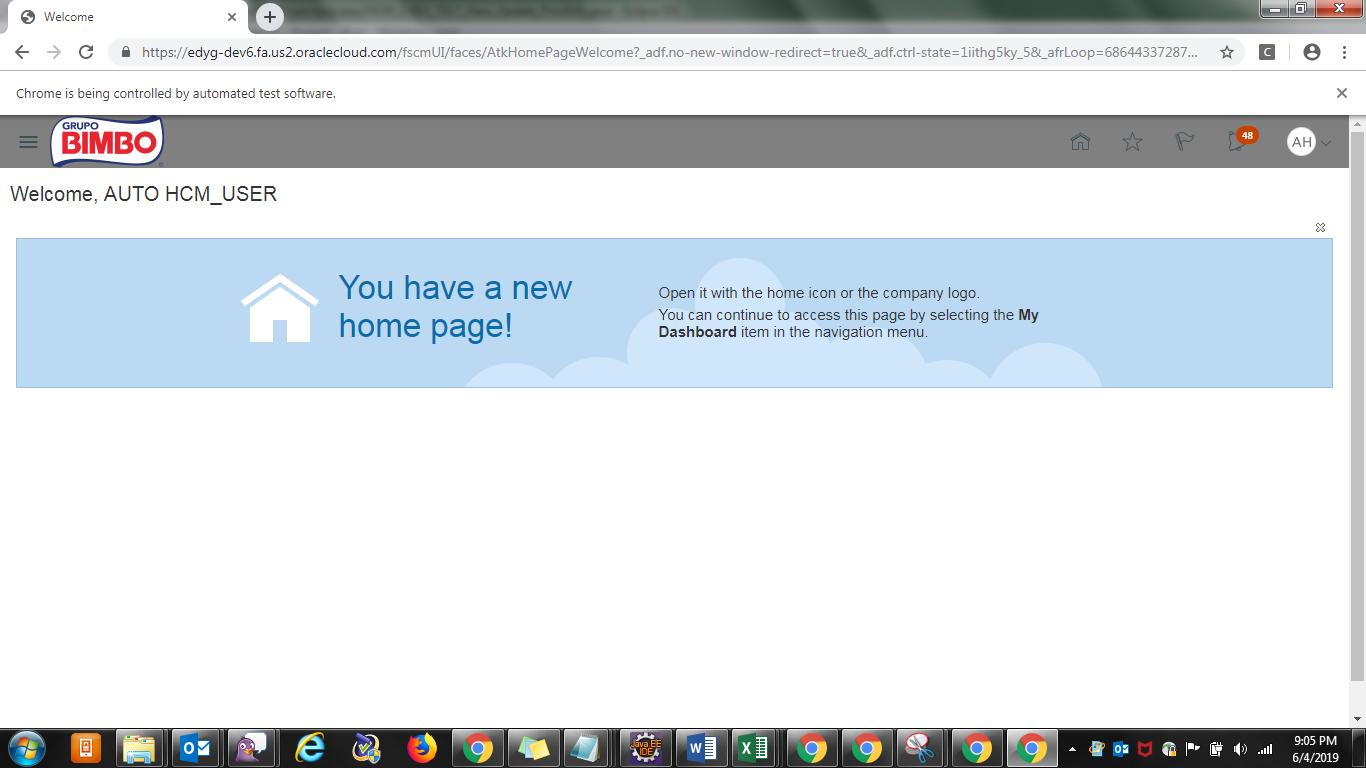 Welcome
https://edyg-dev6.fa.us2.oraclecloud.com/fscmUI/faces/AtkHomePageWelcome?_adf.no-new-window-redirect=true&_adf.ctrl-state=1iithg5ky_5&_afrLoop=68644337287...
C
Chrome is being controlled by automated test software.
GRUPO
BIMBO
48
AH
Welcome, AUTO HCM_USER
You have a new
home page!
Open it with the home icon or the company logo.
You can continue to access this page by selecting the My
Dashboard item in the navigation menu.
Java EE
IDE
9:05 PM
6/4/2019